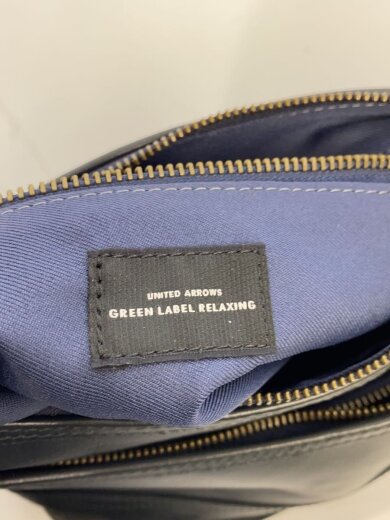 UNITED ARROWS
GREEN LABEL RELAXING